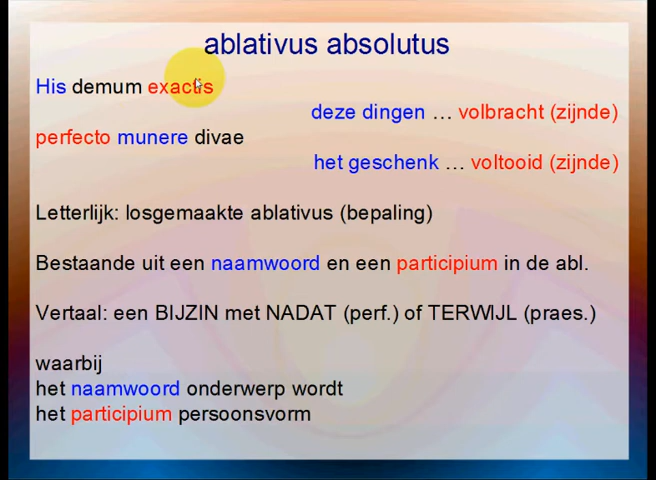 ablativus absolutus
His demum exactis
deze dingen … volbracht (zijnde)
perfecto munere divae
het geschenk … voltooid (zijnde)
Letterlijk: losgemaakte ablativus (bepaling)
Bestaande uit een naamwoord en een participium in de abl.
Vertaal: een BIJZIN met NADAT (perf.) of TERWIJL (praes.)
waarbij
het naamwoord onderwerp wordt
het participium persoonsvorm